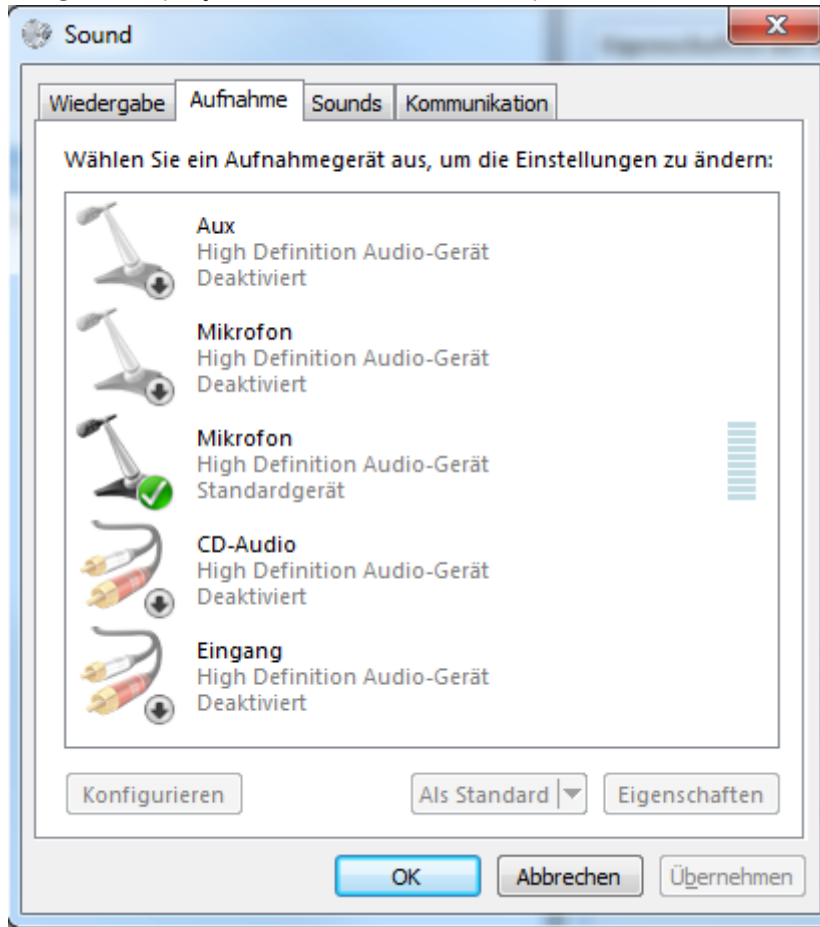 Sound
Wiedergabe Aufnahme Sounds Kommunikation
Wählen Sie ein Aufnahmegerät aus, um die Einstellungen zu ändern:
Aux
High Definition Audio-Gerät
Deaktiviert
Mikrofon
High Definition Audio-Gerät
Deaktiviert
Mikrofon
High Definition Audio-Gerät
Standardgerät
CD-Audio
High Definition Audio-Gerät
Deaktiviert
Eingang
High Definition Audio-Gerät
Deaktiviert
Konfigurieren Als Standard Eigenschaften
OK Abbrechen Übernehmen